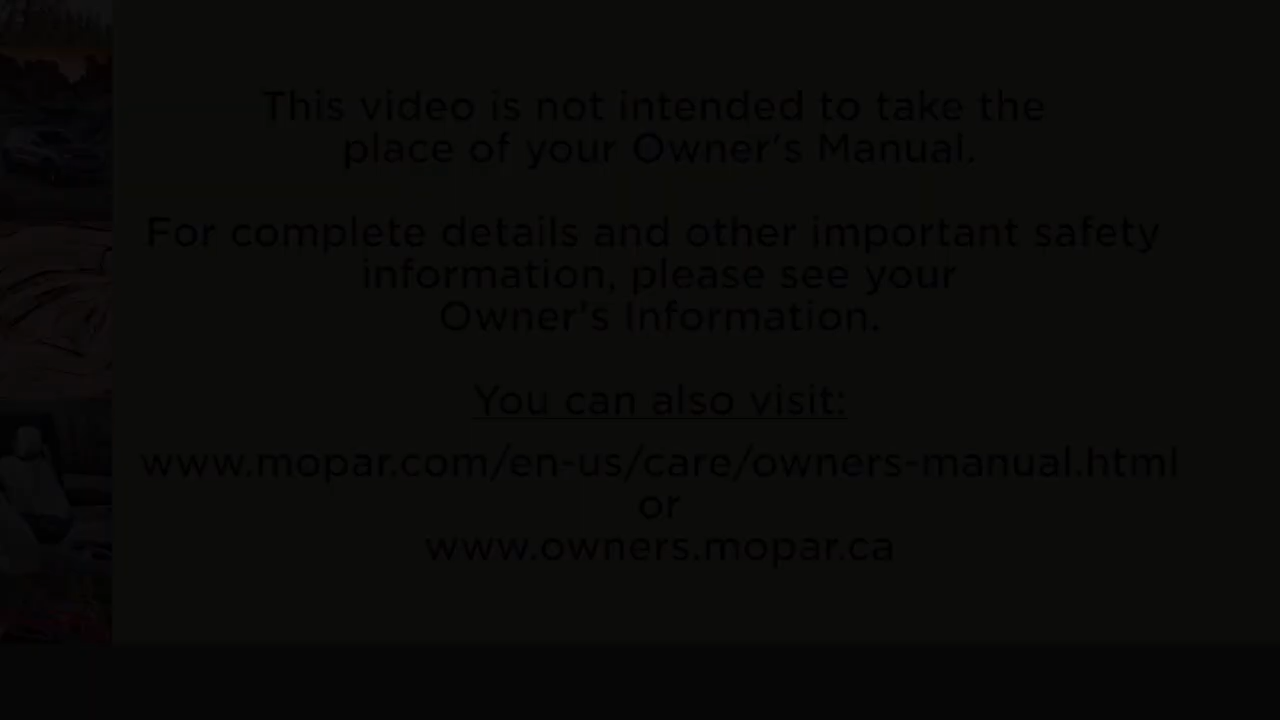 This video is not intended to take the
place of your Owner's Manual.
For complete details and other important safety
information, please see your
Owner's Information.
You can also visit:
www.mopar.com/en-us/care/owners-manual.html
or
www.owners.mopar.ca